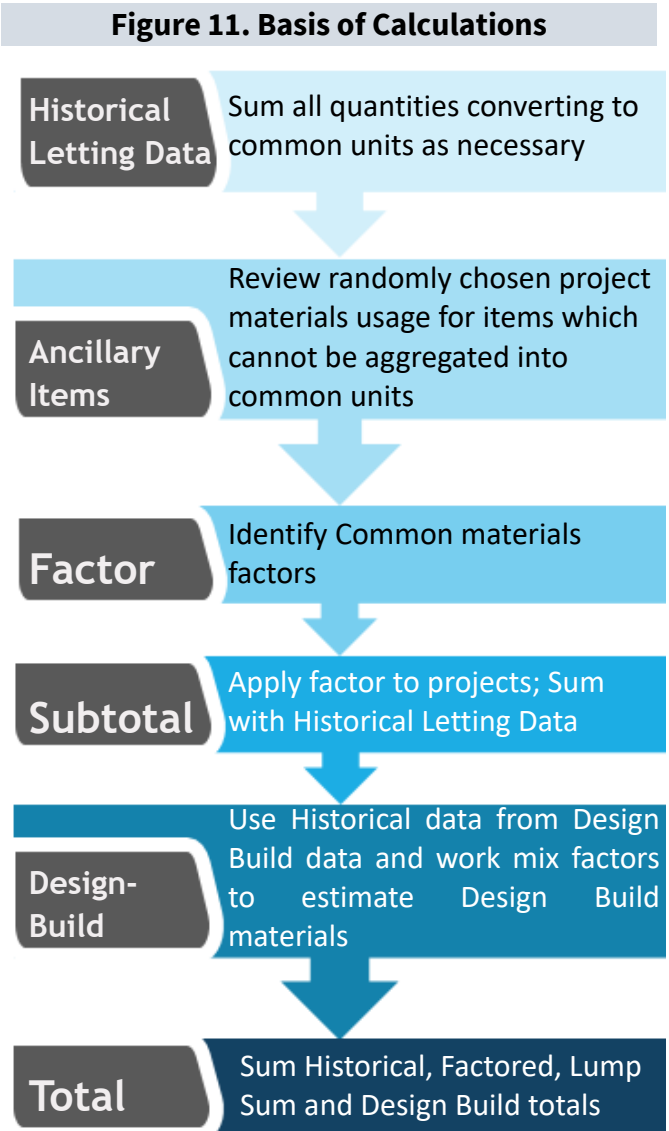 Figure 11. Basis of Calculations
Historical
Letting Data
Sum all quantities converting to
common units as necessary
Ancillary
Items
Review randomly chosen project
materials usage for items which
cannot be aggregated into
common units
Factor
Identify Common materials
factors
Subtotal
Apply factor to projects; Sum
with Historical Letting Data
Design-
Build
Use Historical data from Design
Build data and work mix factors
to estimate Design Build
materials
Total
Sum Historical, Factored, Lump
Sum and Design Build totals